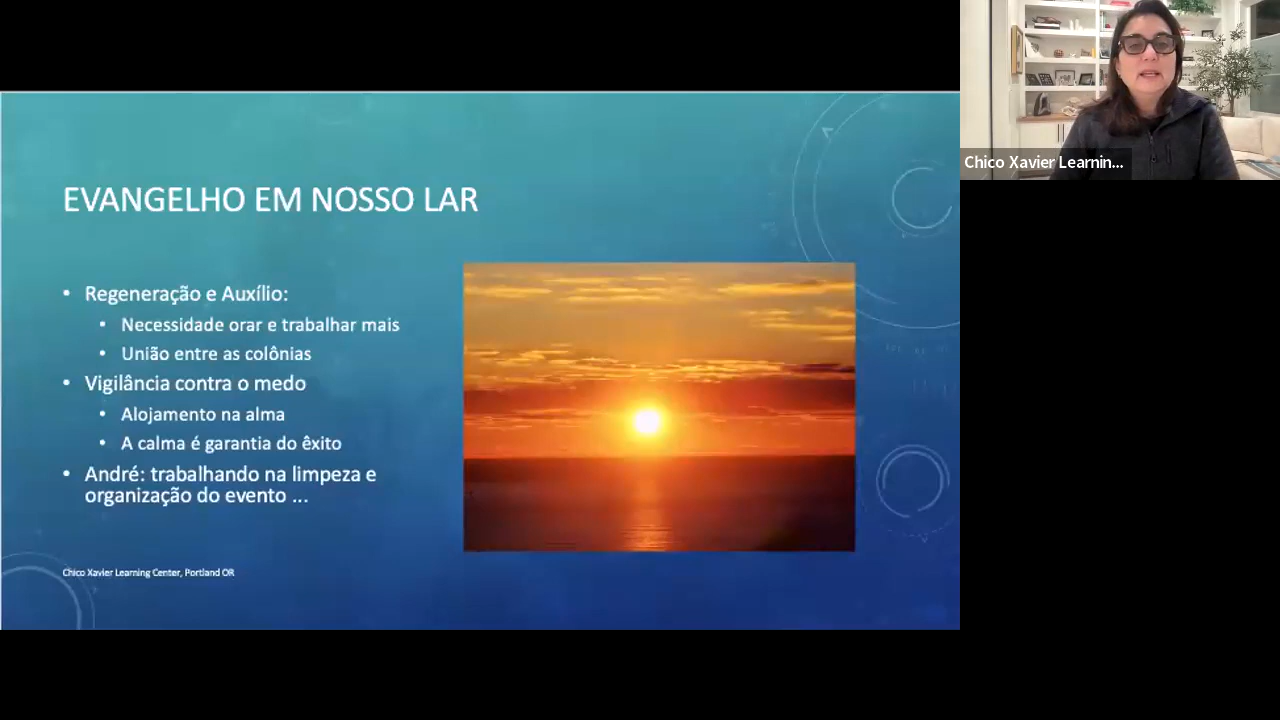 EVANGELHO EM NOSSO LAR
• Regeneração e Auxílio:
• Necessidade orar e trabalhar mais
• União entre as colônias
• Vigilância contra o medo
• Alojamento na alma
• A calma é garantia do êxito
• André: trabalhando na limpeza e
organização do evento ...
Chico Xavier Learning Center, Portland OR
Chico Xavier Learnin...